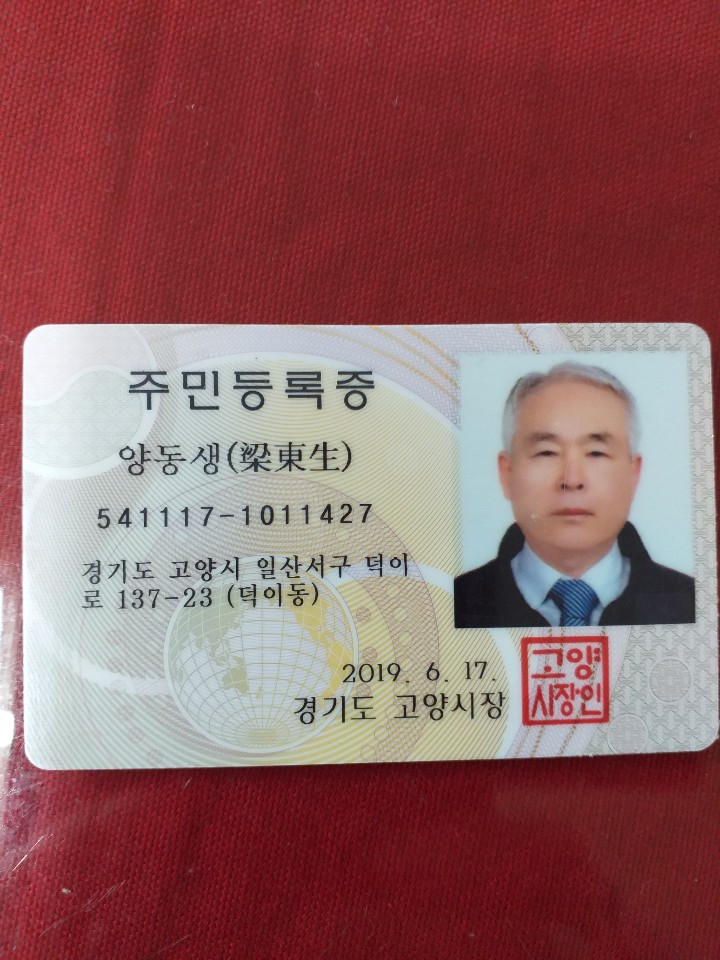 주민등록증
양동생(梁東生)
541117-1011427
경기도 고양시 일산서구 덕이
로 137-23 (덕이동)
2019. 6. 17.
경기도 고양시장
고양
시장인